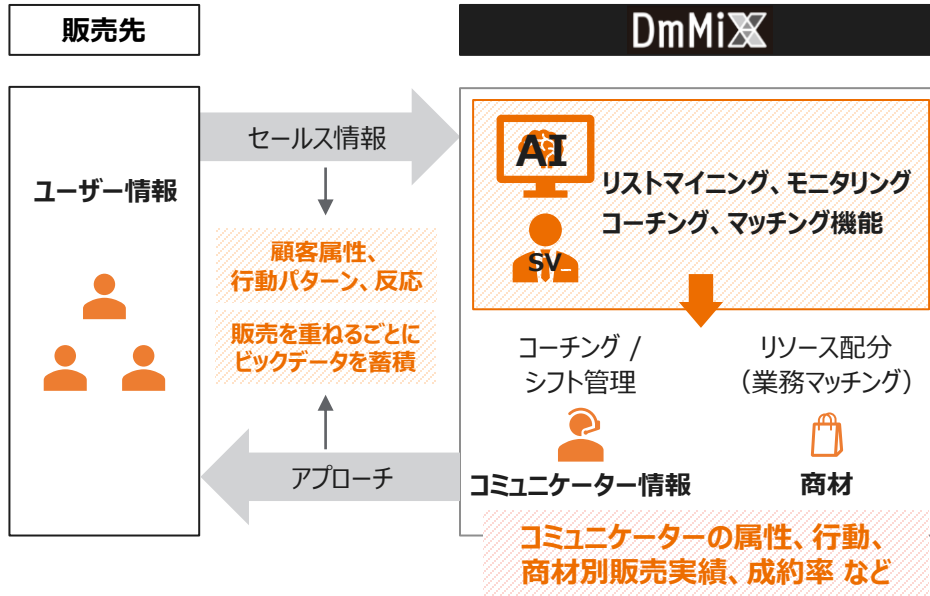 販売先
DmMiX
ユーザー情報
セールス情報
顧客属性、
行動パターン、反応
販売を重ねるごとに
ビックデータを蓄積
アプローチ
AI
リストマイニング、モニタリング
コーチング、マッチング機能
SV_
コーチング /
シフト管理
リソース配分
（業務マッチング）
コミュニケーター情報
商材
コミュニケーターの属性、行動、
商材別販売実績、成約率 など